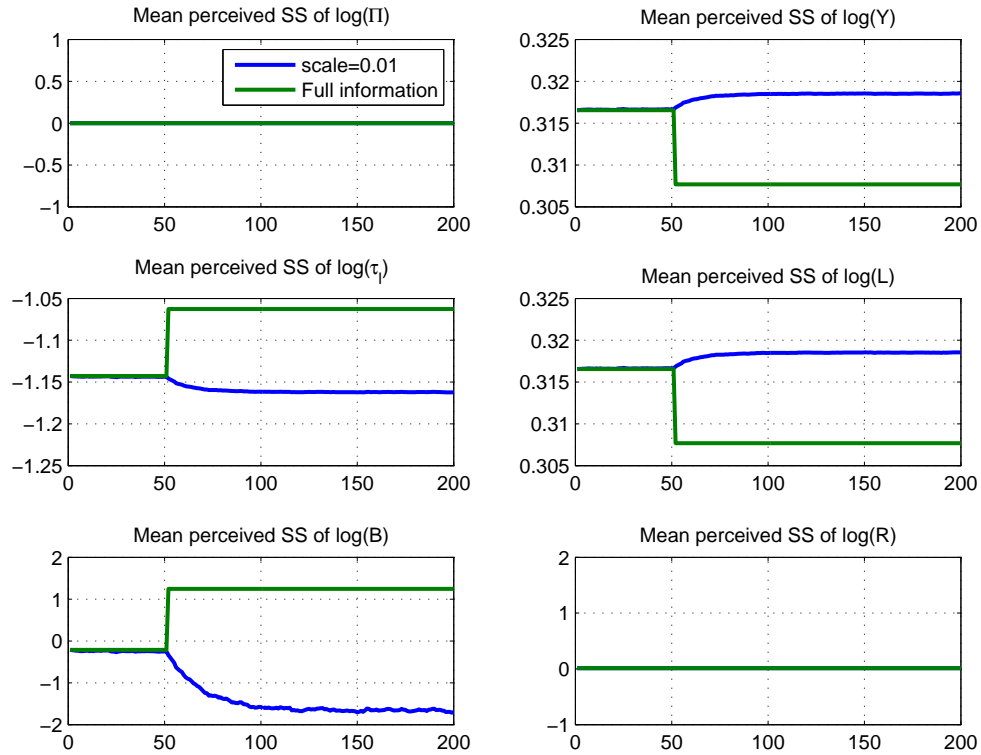 Mean perceived SS of log(Π)
1
0.5
0
−0.5
−1
0 50 100 150 200
scale=0.01
Full information
Mean perceived SS of log(Y)
0.325
0.32
0.315
0.31
0.305
0 50 100 150 200
Mean perceived SS of log(τ_l)
−1.05
−1.1
−1.15
−1.2
−1.25
0 50 100 150 200
Mean perceived SS of log(L)
0.325
0.32
0.315
0.31
0.305
0 50 100 150 200
Mean perceived SS of log(B)
2
1
0
−1
−2
0 50 100 150 200
Mean perceived SS of log(R)
2
1
0
−1
0 50 100 150 200